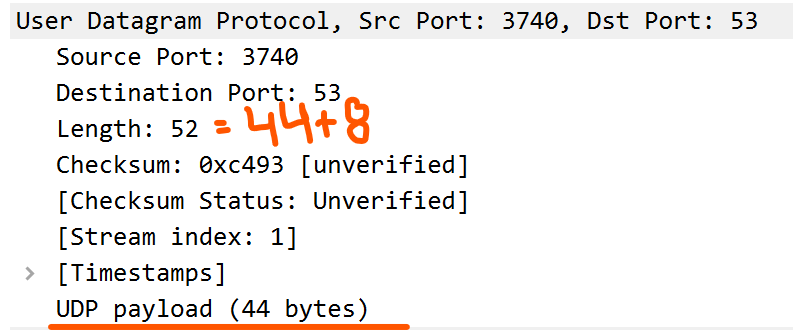 User Datagram Protocol, Src Port: 3740, Dst Port: 53
Source Port: 3740
Destination Port: 53
Length: 52 = 44+8
Checksum: 0xc493 [unverified]
[Checksum Status: Unverified]
[Stream index: 1]
[Timestamps]
UDP payload (44 bytes)